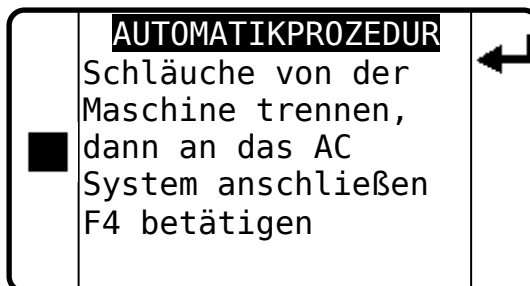 AUTOMATIKPROZEDUR
Schläuche von der
Maschine trennen,
dann an das AC
System anschließen
F4 betätigen